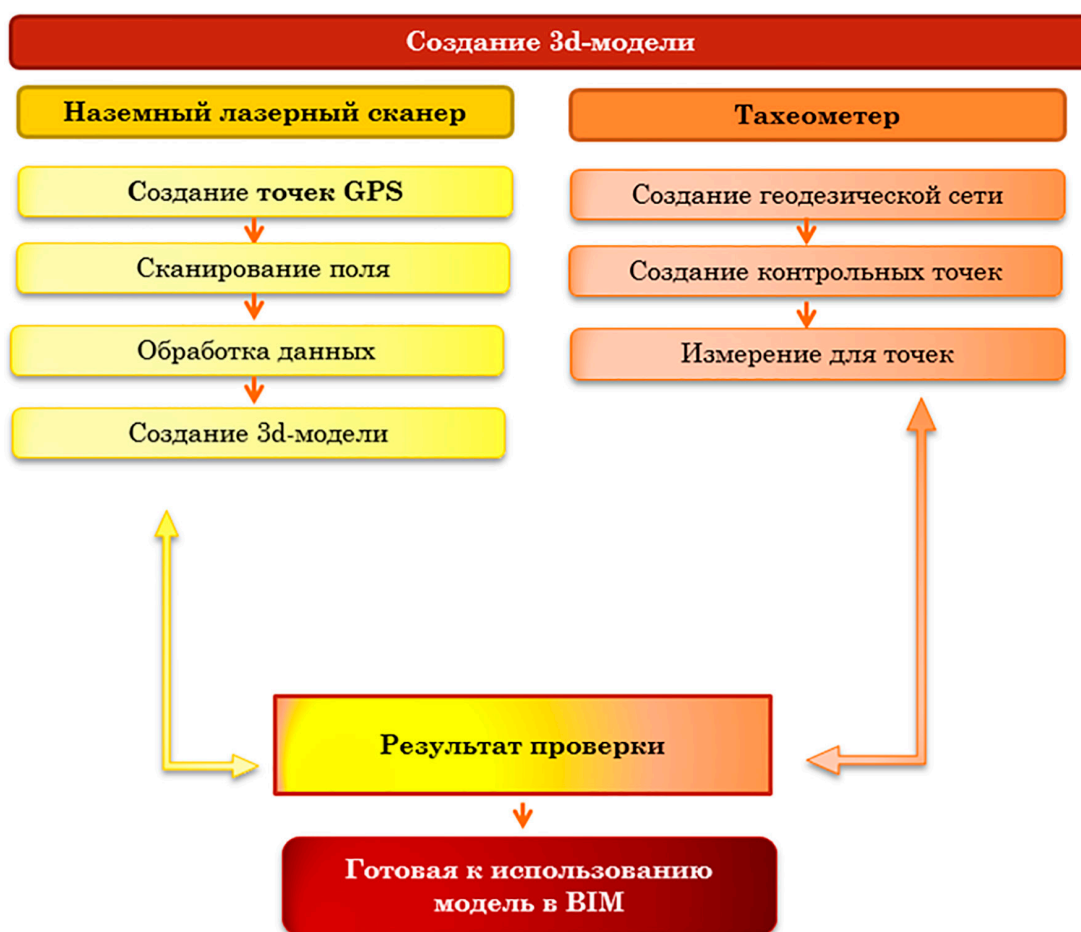 Создание 3d-модели
Наземный лазерный сканер
Создание точек GPS
Сканирование поля
Обработка данных
Создание 3d-модели
Тахеометер
Создание геодезической сети
Создание контрольных точек
Измерение для точек
Результат проверки
Готовая к использованию
модель в BIM